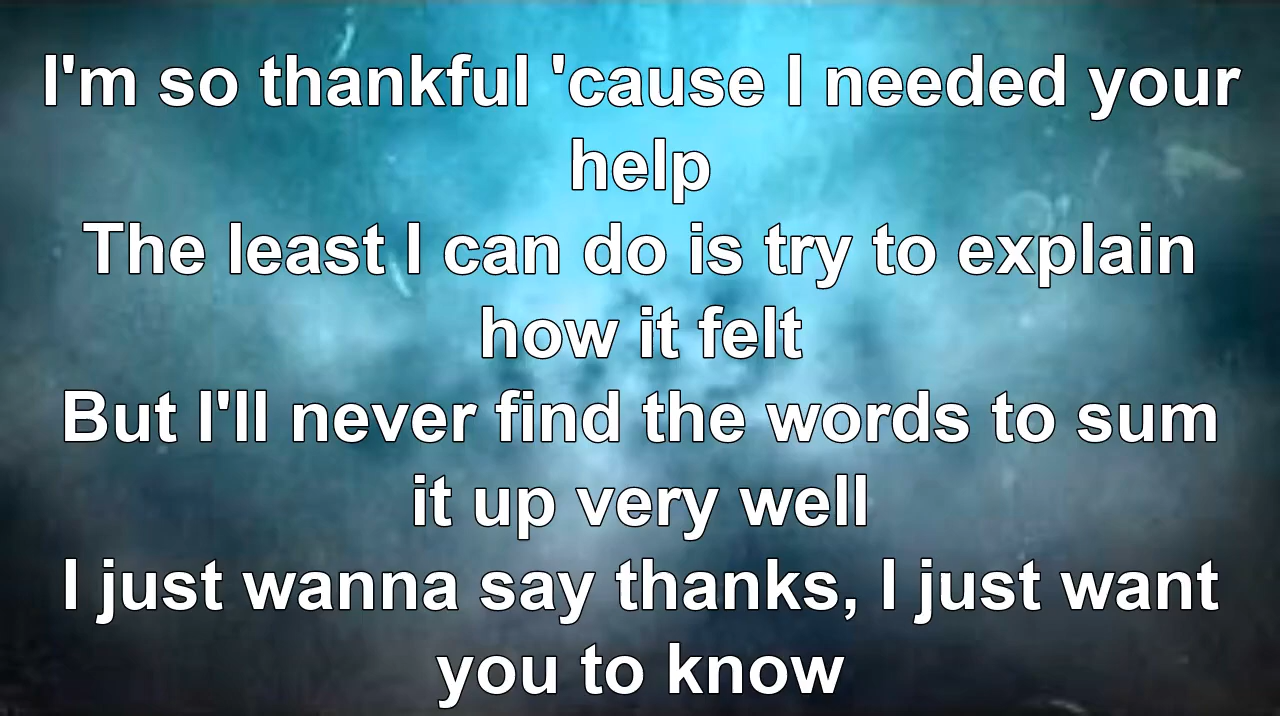 I'm so thankful 'cause I needed your
help
The least I can do is try to explain
how it felt
But I'll never find the words to sum
it up very well
I just wanna say thanks, I just want
you to know